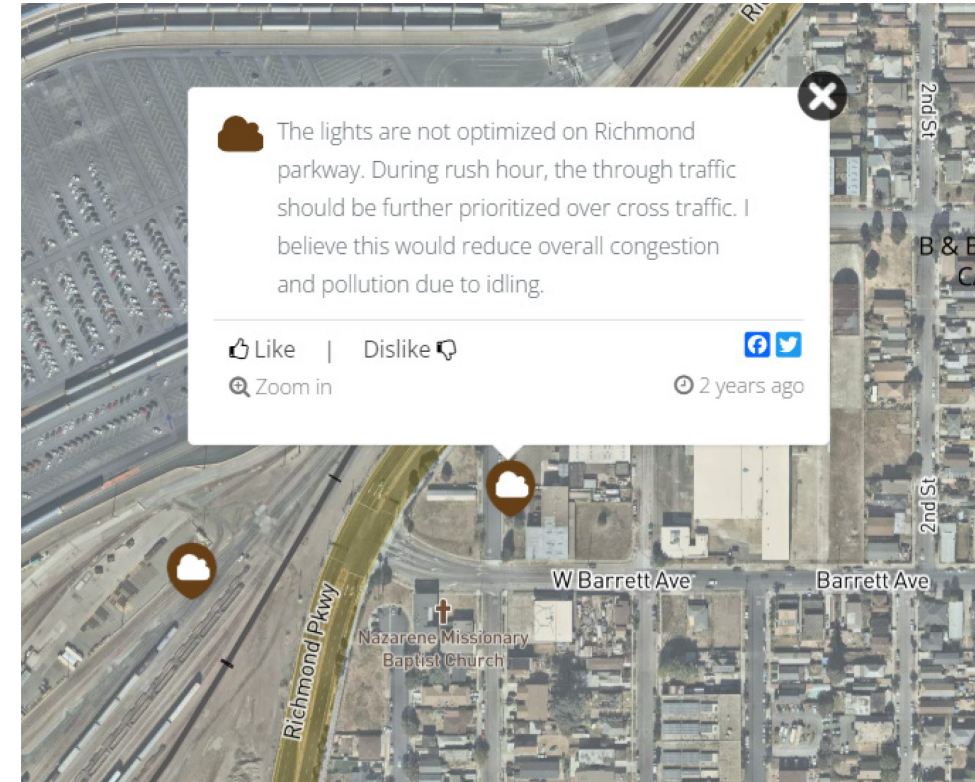 Ri
2nd St
The lights are not optimized on Richmond
parkway. During rush hour, the through traffic
should be further prioritized over cross traffic. I
believe this would reduce overall congestion
and pollution due to idling.
B & B
CA
Like | Dislike
Zoom in
2 years ago
2nd St
W Barrett Ave
Barrett Ave
Nazarene Missionary
Baptist Church
Richmond Pkwy